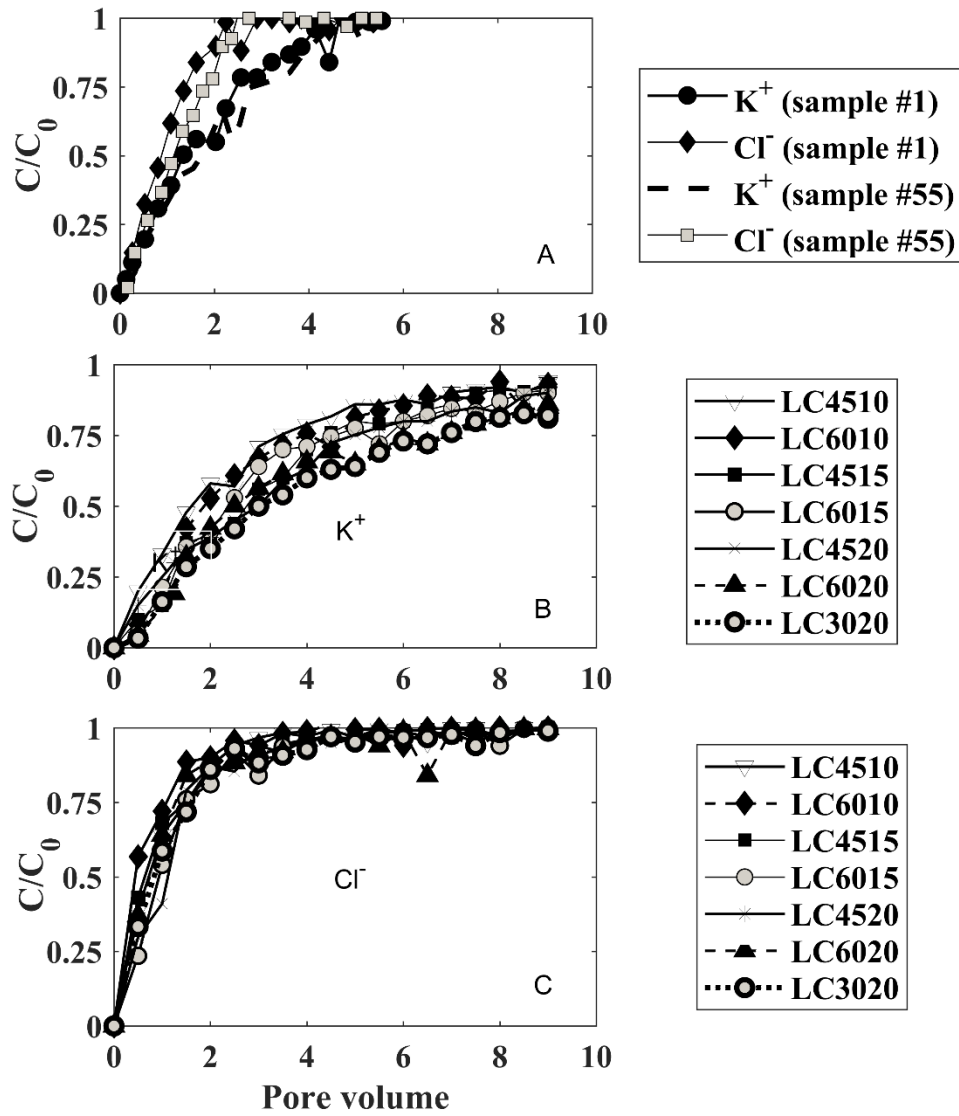 1
0.75
0.5
0.25
0
C/C0
0 2 4 6 8 10
A
K+ (sample #1)
Cl- (sample #1)
K+ (sample #55)
Cl- (sample #55)
1
0.75
0.5
0.25
0
C/C0
0 2 4 6 8 10
K+
K+
B
LC4510
LC6010
LC4515
LC6015
LC4520
LC6020
LC3020
1
0.75
0.5
0.25
0
C/C0
0 2 4 6 8 10
Cl-
C
Pore volume
LC4510
LC6010
LC4515
LC6015
LC4520
LC6020
LC3020